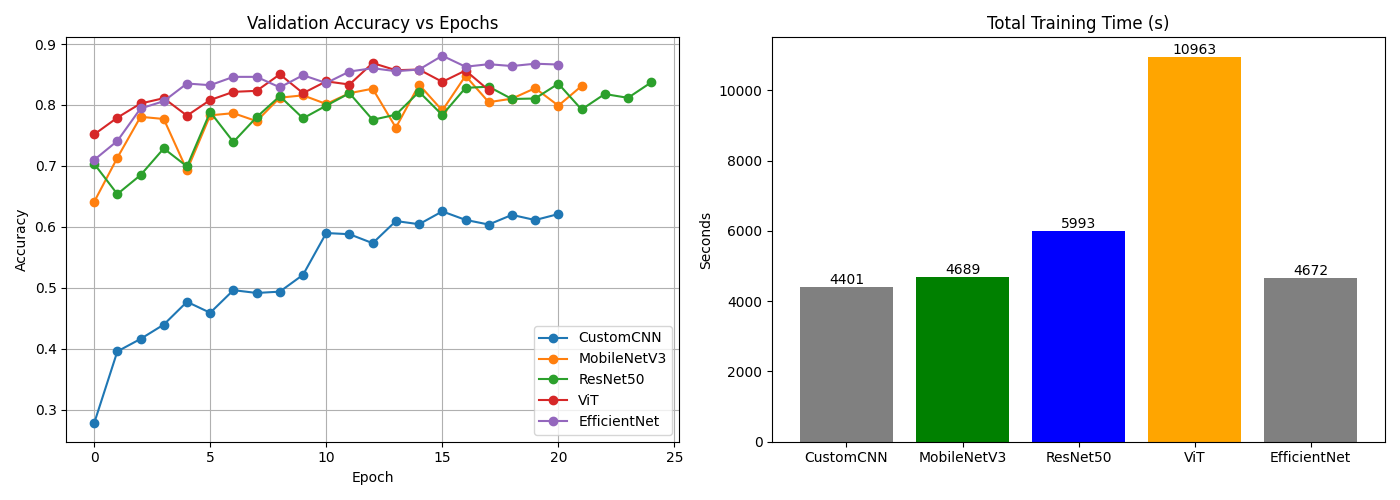 Validation Accuracy vs Epochs
Accuracy
0.9
0.8
0.7
0.6
0.5
0.4
0.3
0 5 10 15 20 25
Epoch
CustomCNN
MobileNetV3
ResNet50
ViT
EfficientNet
Total Training Time (s)
Seconds
10000
8000
6000
4000
2000
0
4401 4689 5993 10963 4672
CustomCNN MobileNetV3 ResNet50 ViT EfficientNet